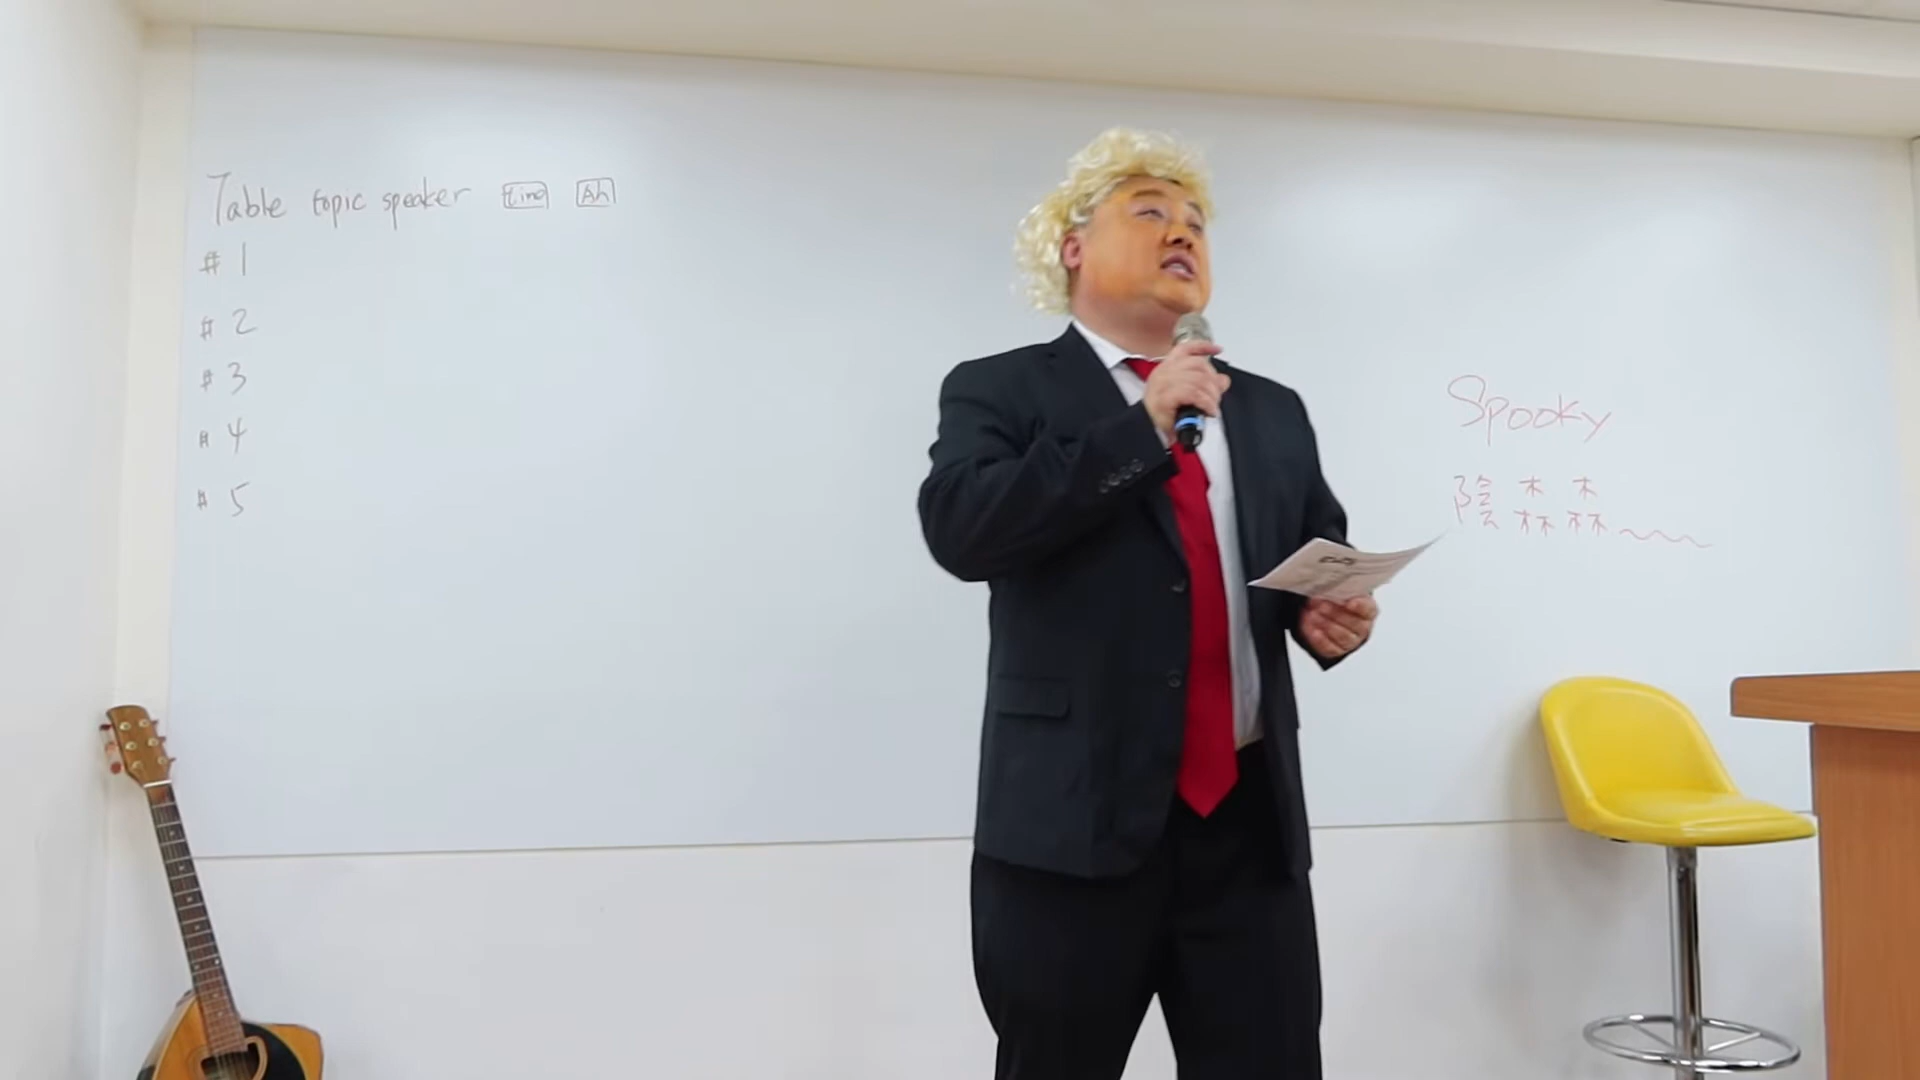 Table topic speaker time Ah
# 1
# 2
# 3
# 4
# 5
Spooky
陰森森~~~